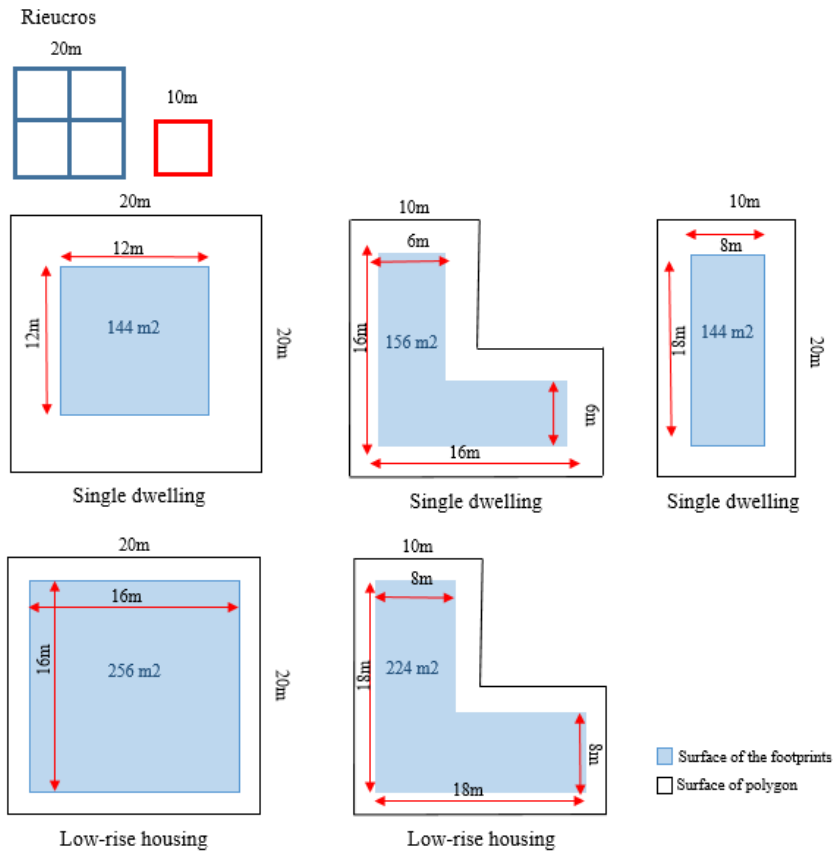 Rieucros
20m
10m
20m
12m
12m
144 m2
20m
Single dwelling
10m
6m
16m
156 m2
6m
16m
Single dwelling
10m
8m
18m
144 m2
20m
Single dwelling
20m
16m
16m
256 m2
20m
Low-rise housing
10m
8m
18m
224 m2
8m
18m
Low-rise housing
Surface of the footprints
Surface of polygon